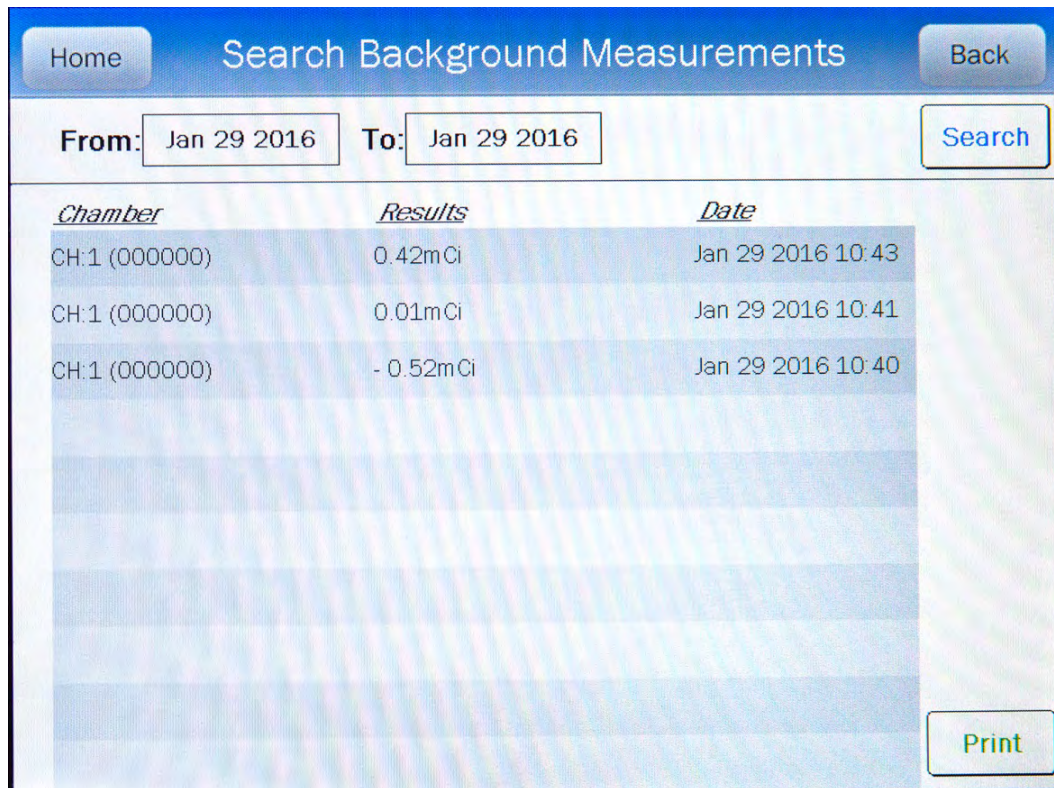 Home Search Background Measurements Back
From: Jan 29 2016 To: Jan 29 2016 Search
Chamber Results Date
CH:1 (000000) 0.42mCi Jan 29 2016 10:43
CH:1 (000000) 0.01mCi Jan 29 2016 10:41
CH:1 (000000) - 0.52mCi Jan 29 2016 10:40
Print